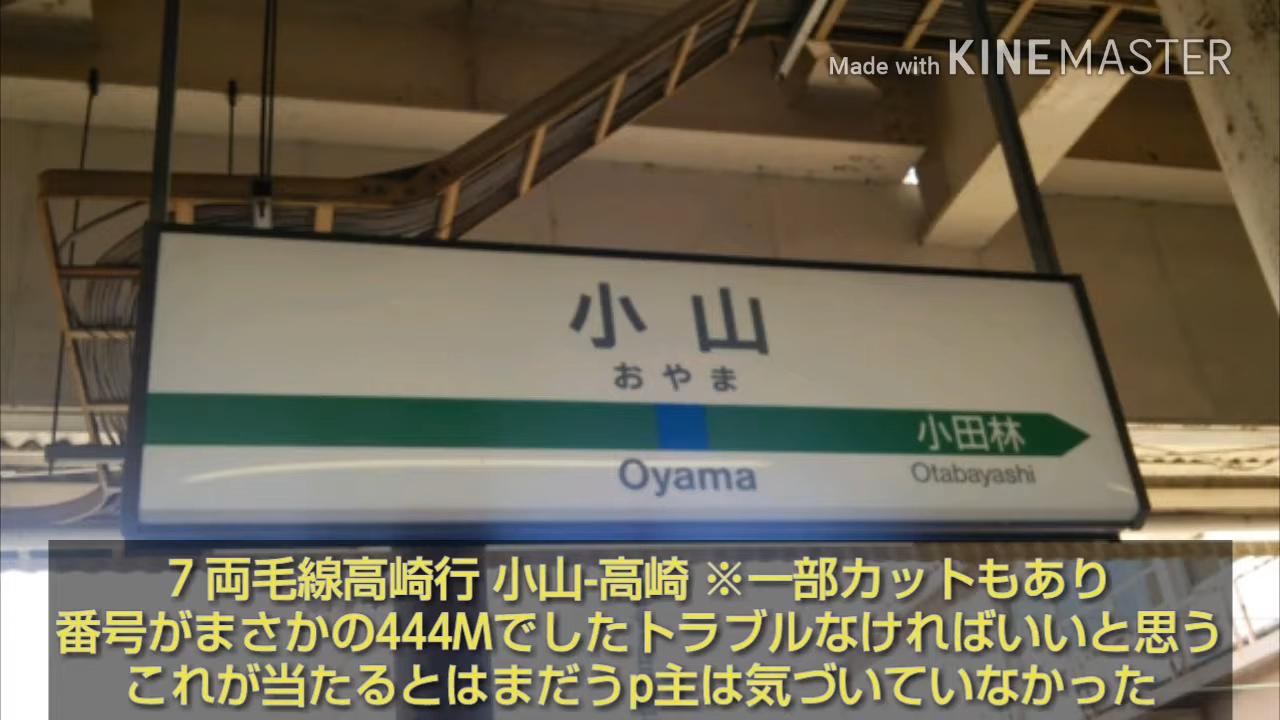 Made with KINEMASTER
小山
おやま
小田林
Oyama
Otabayashi
７両毛線高崎行 小山-高崎 ※一部カットもあり
番号がまさかの444Mでしたトラブルなければいいと思う
これが当たるとはまだうp主は気づいていなかった